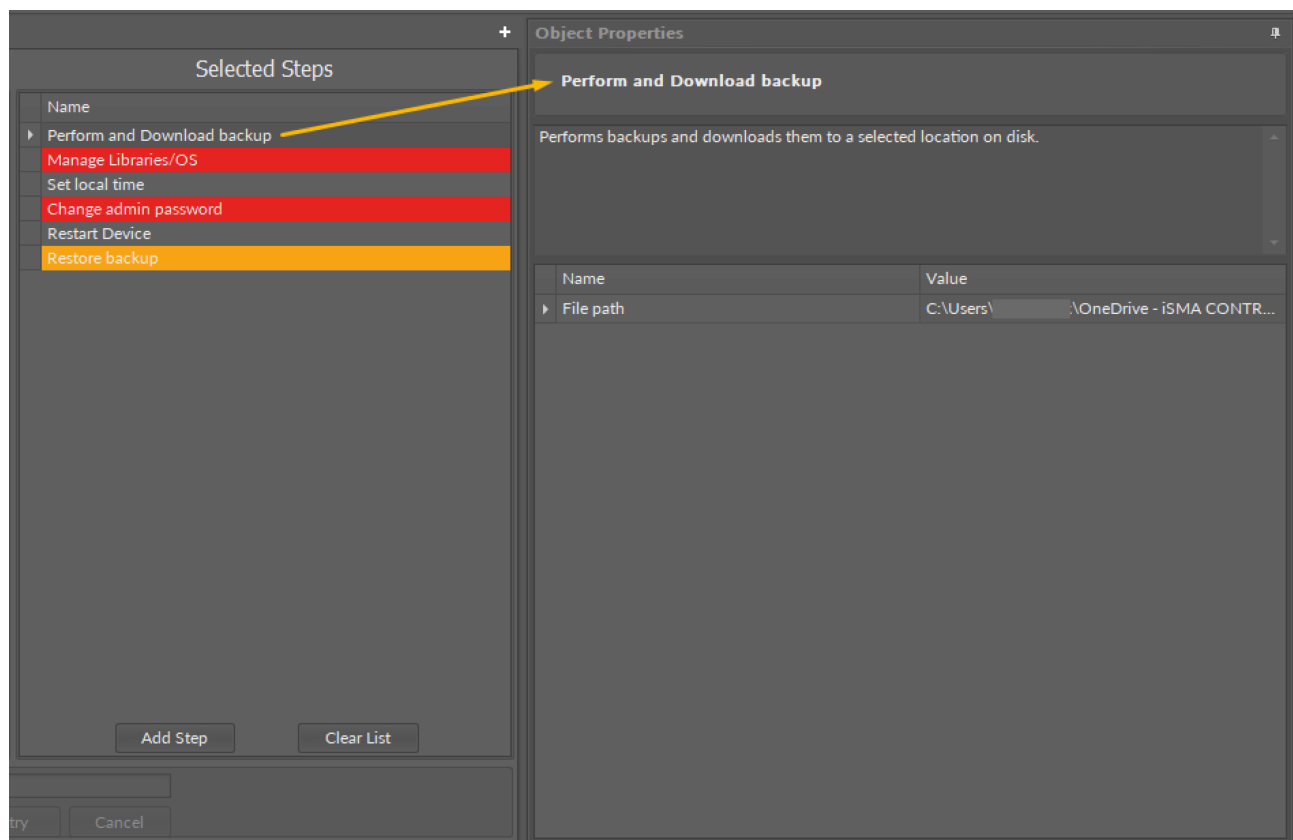 +
Selected Steps
Name
Perform and Download backup
Manage Libraries/OS
Set local time
Change admin password
Restart Device
Restore backup
Add Step
Clear List
Cancel
Object Properties
Perform and Download backup
Performs backups and downloads them to a selected location on disk.
Name Value
File path C:\Users\ :\OneDrive - iSMA CONTR...